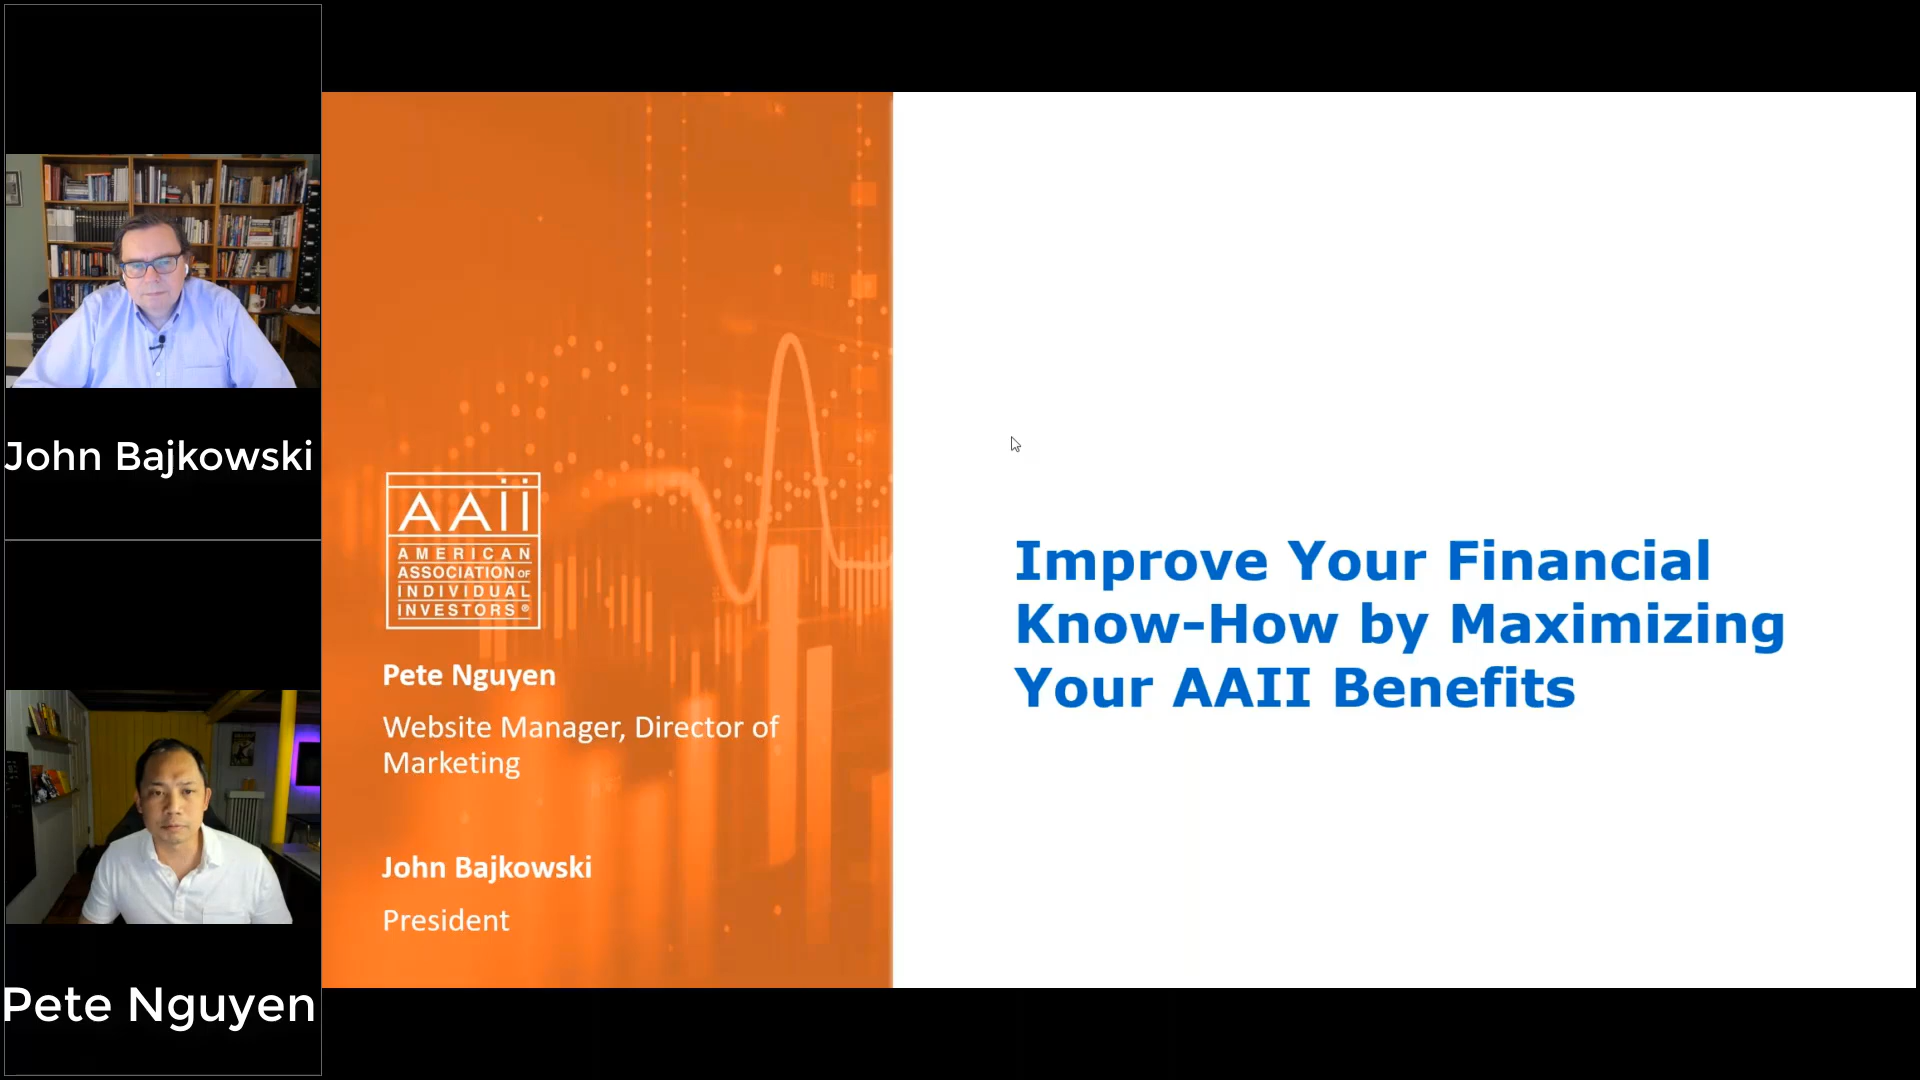 John Bajkowski
Pete Nguyen
AAii
AMERICAN
ASSOCIATION OF
INDIVIDUAL
INVESTORS®
Pete Nguyen
Website Manager, Director of
Marketing
John Bajkowski
President
Improve Your Financial
Know-How by Maximizing
Your AAII Benefits